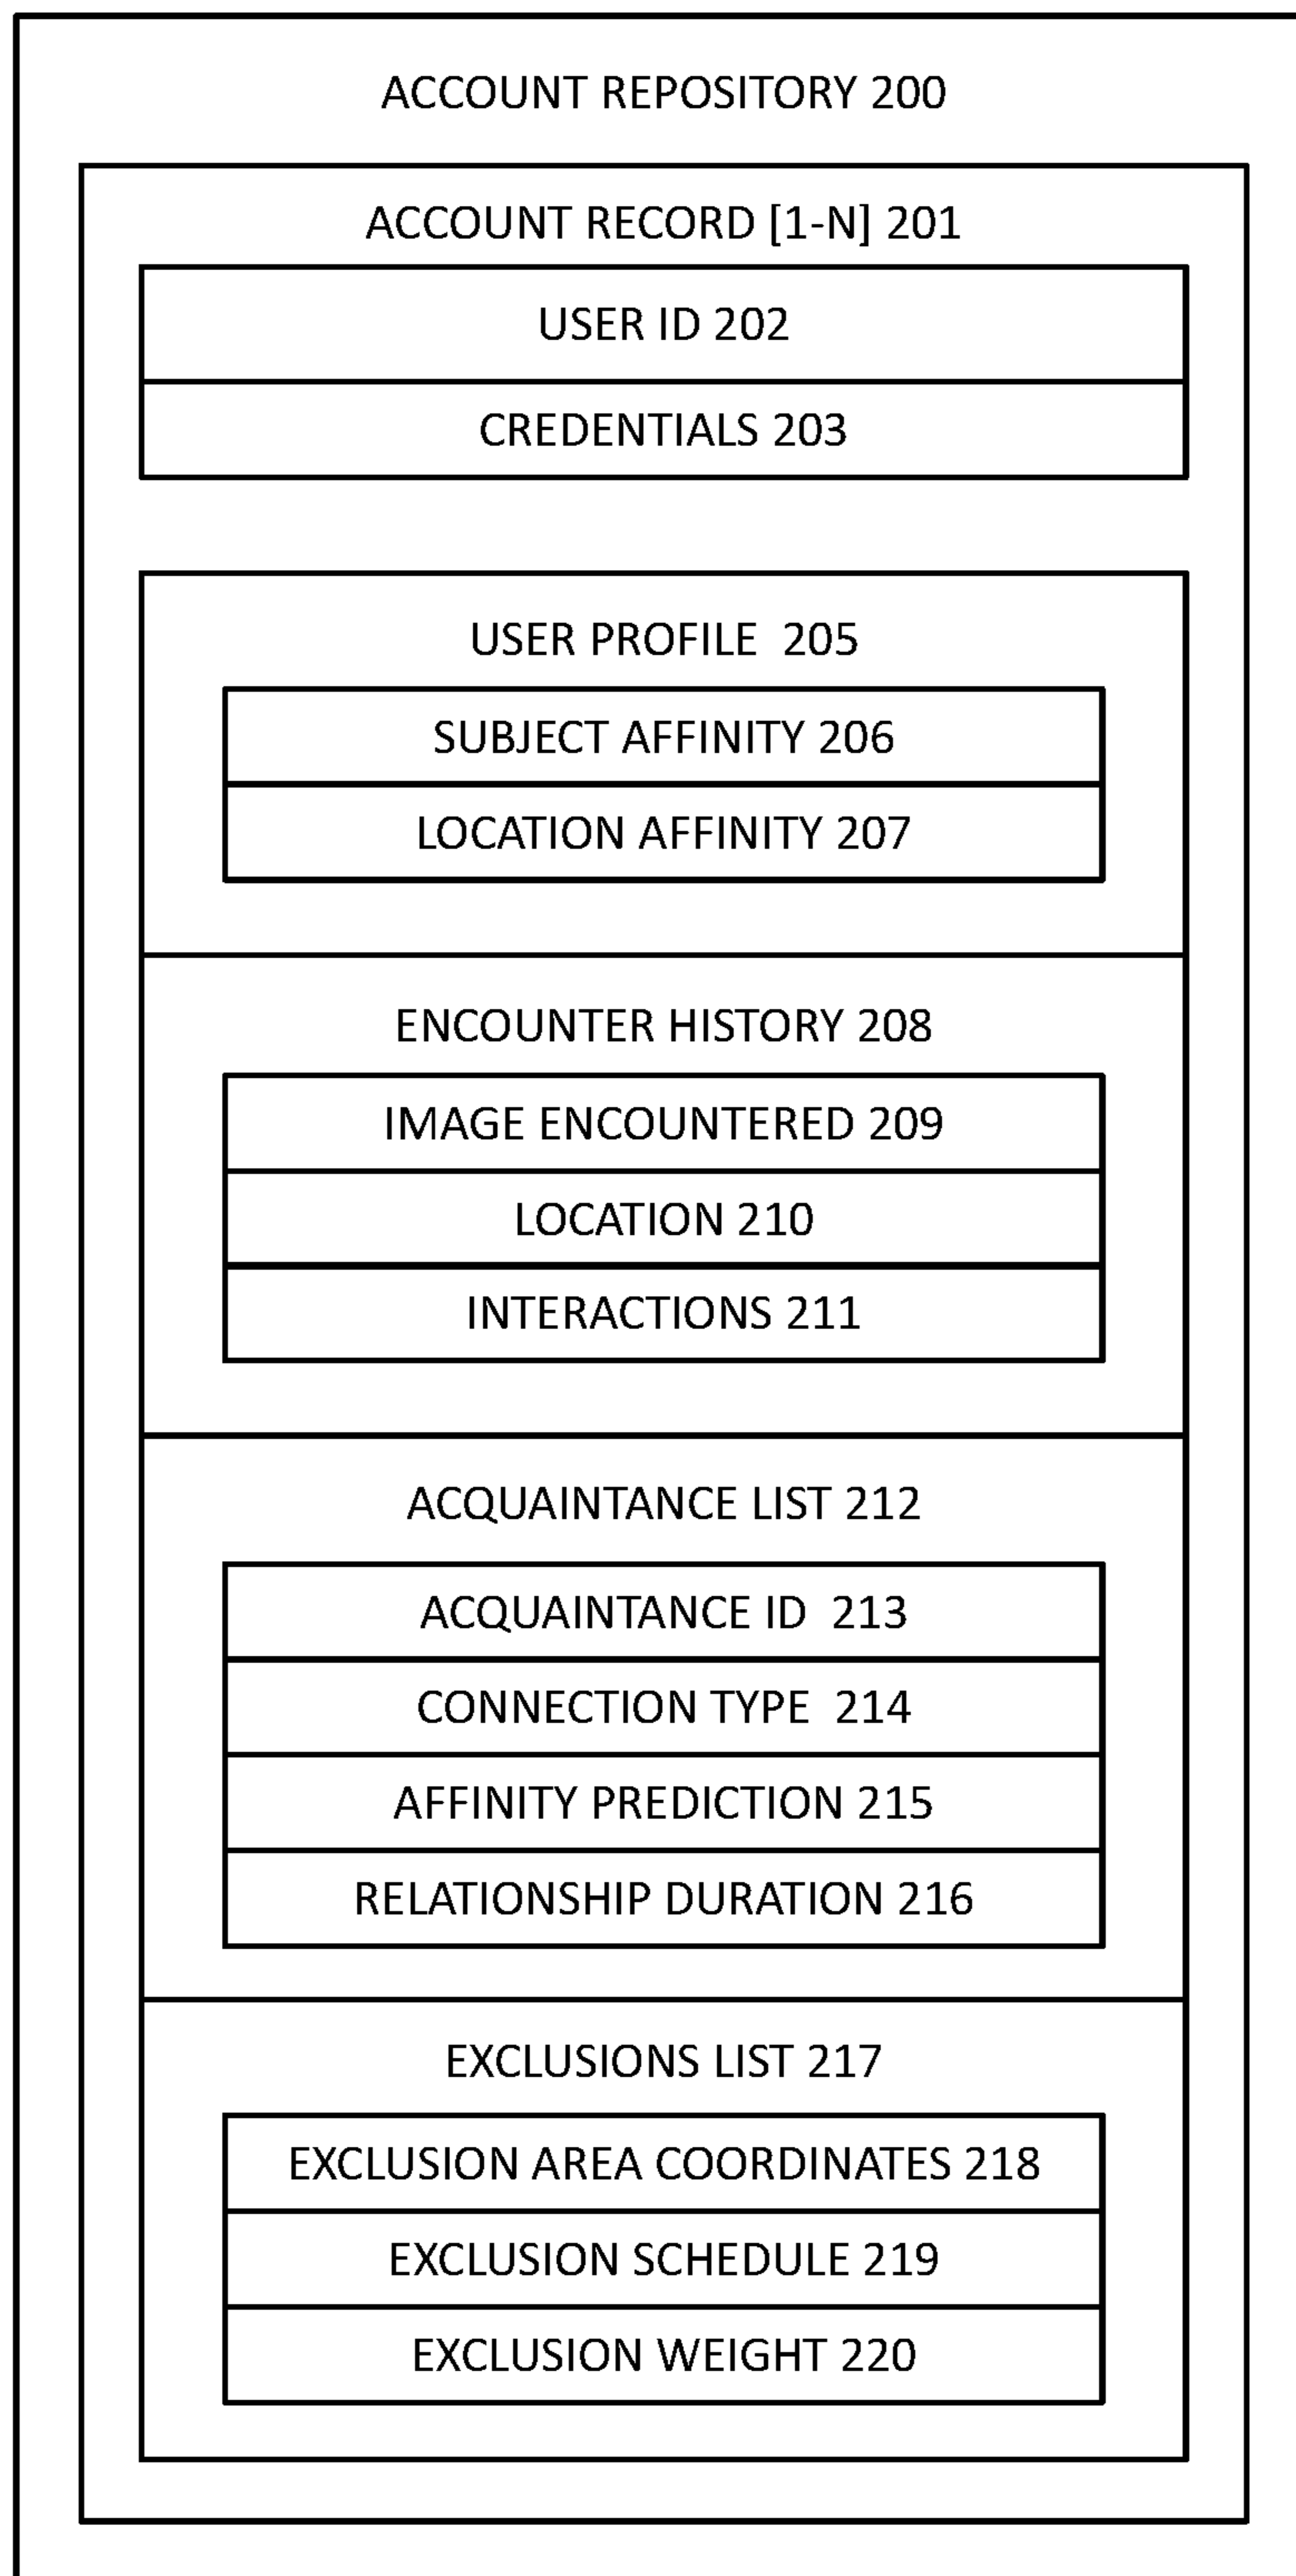 ACCOUNT REPOSITORY 200
ACCOUNT RECORD [1-N] 201
USER ID 202
CREDENTIALS 203
USER PROFILE 205
SUBJECT AFFINITY 206
LOCATION AFFINITY 207
ENCOUNTER HISTORY 208
IMAGE ENCOUNTERED 209
LOCATION 210
INTERACTIONS 211
ACQUAINTANCE LIST 212
ACQUAINTANCE ID 213
CONNECTION TYPE 214
AFFINITY PREDICTION 215
RELATIONSHIP DURATION 216
EXCLUSIONS LIST 217
EXCLUSION AREA COORDINATES 218
EXCLUSION SCHEDULE 219
EXCLUSION WEIGHT 220